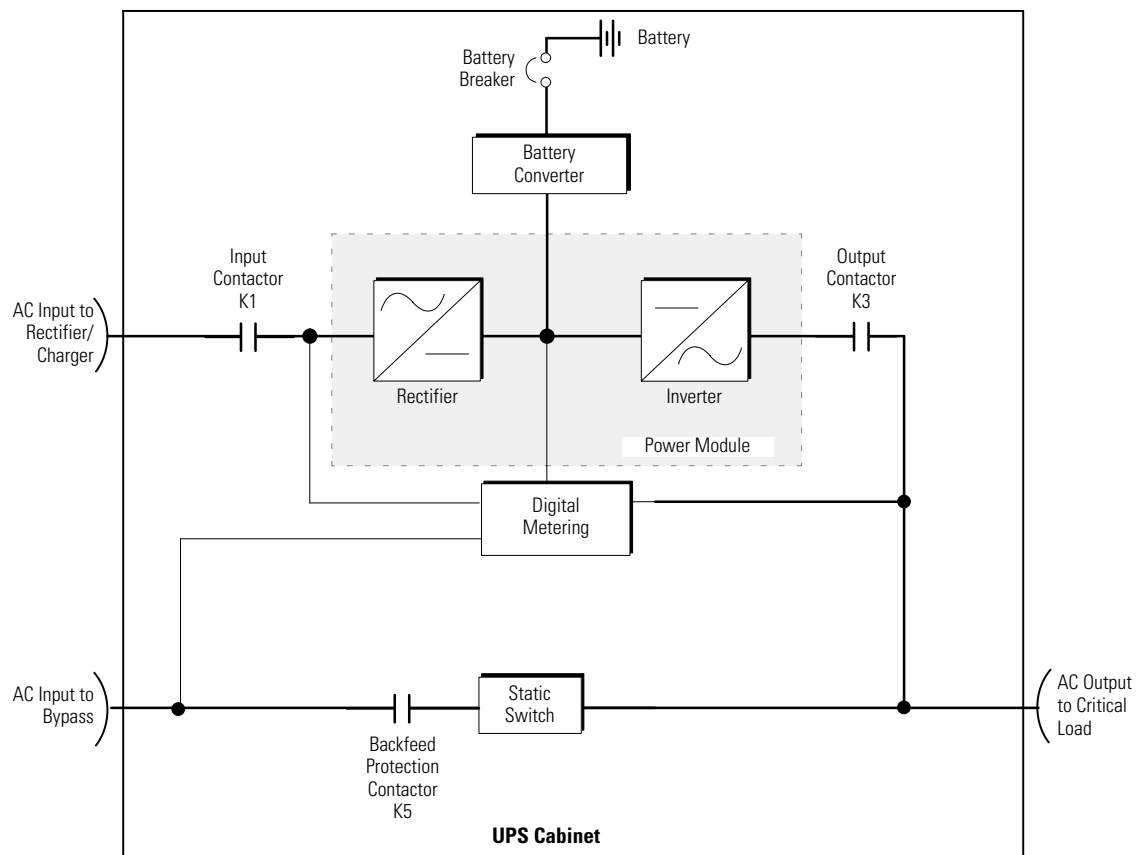 Battery
Battery
Breaker
Battery
Converter
Input
Contactor
K1
Output
Contactor
K3
AC Input to
Rectifier/
Charger
Rectifier
Inverter
Power Module
Digital
Metering
AC Input to
Bypass
Static
Switch
AC Output
to Critical
Load
Backfeed
Protection
Contactor
K5
UPS Cabinet